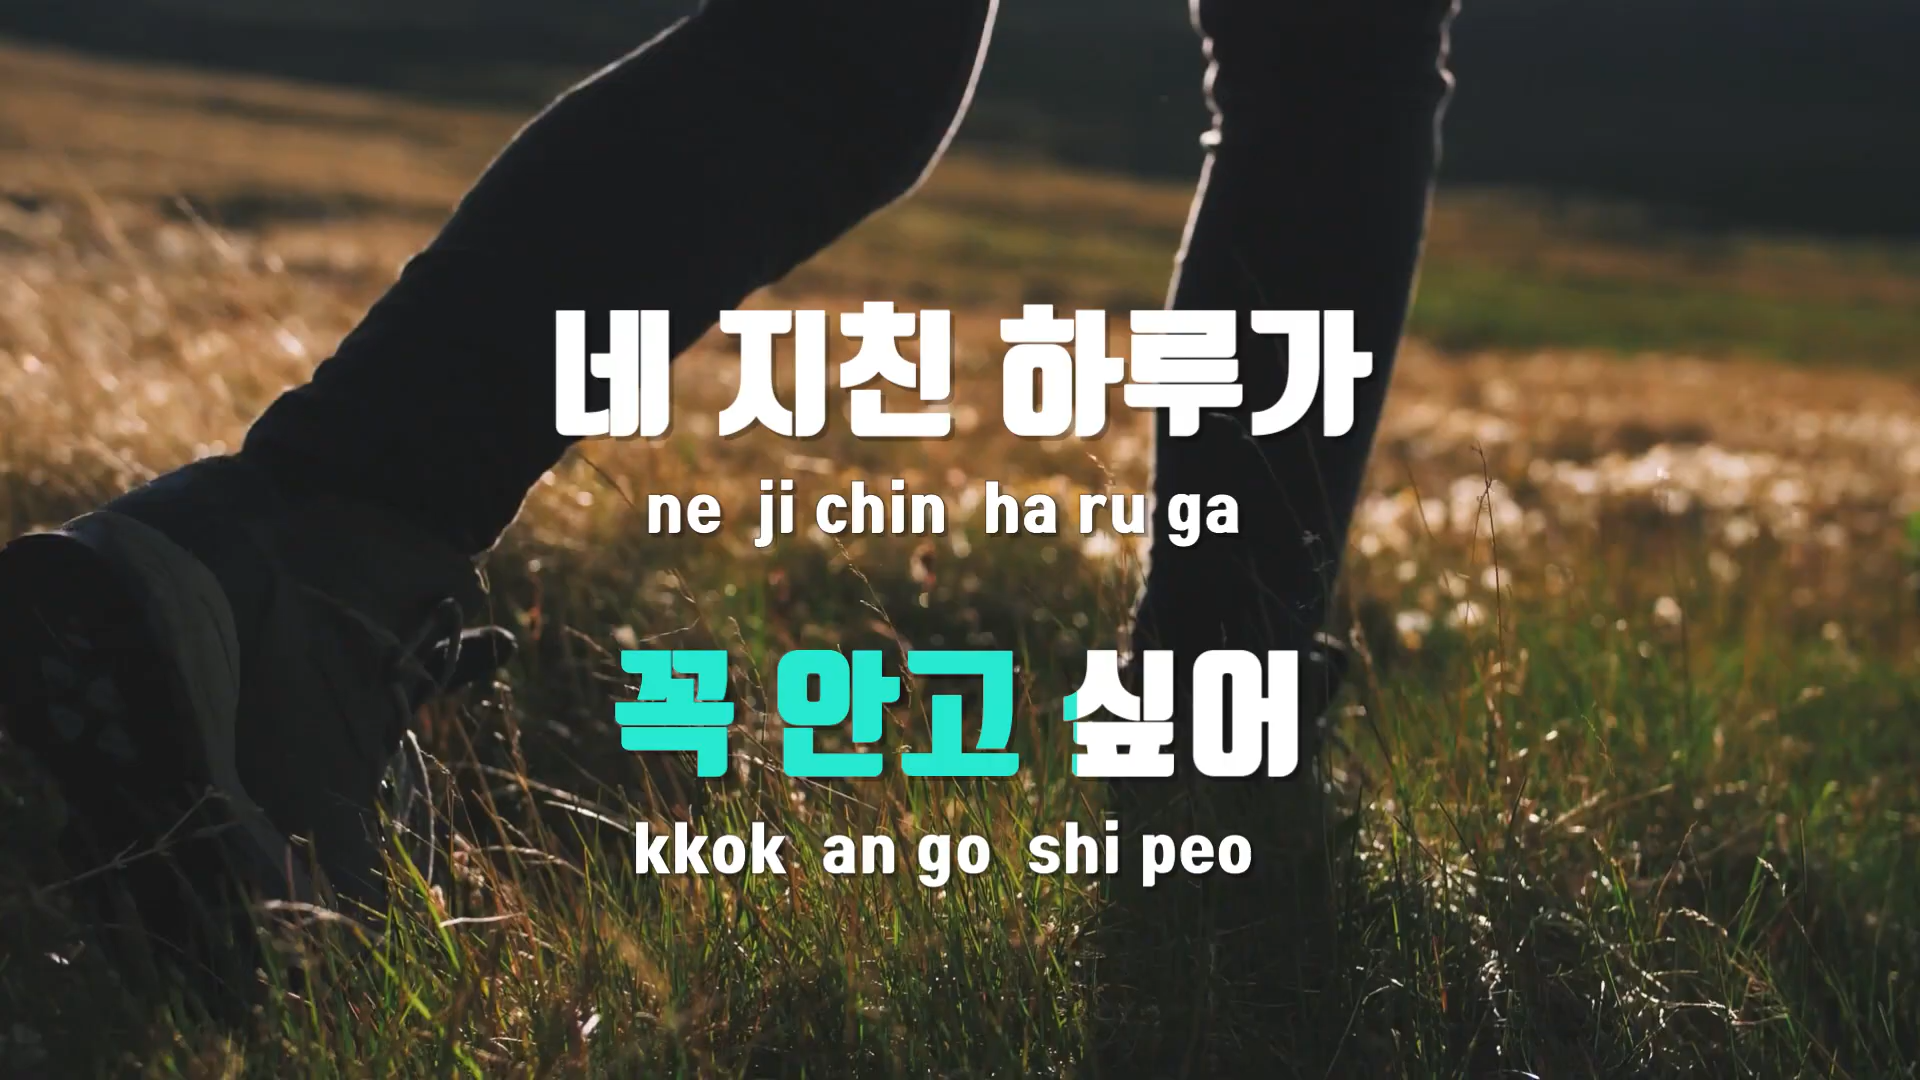 네 지친 하루가
ne ji chin ha ru ga
꼭 안고 싶어
kkok an go shi peo